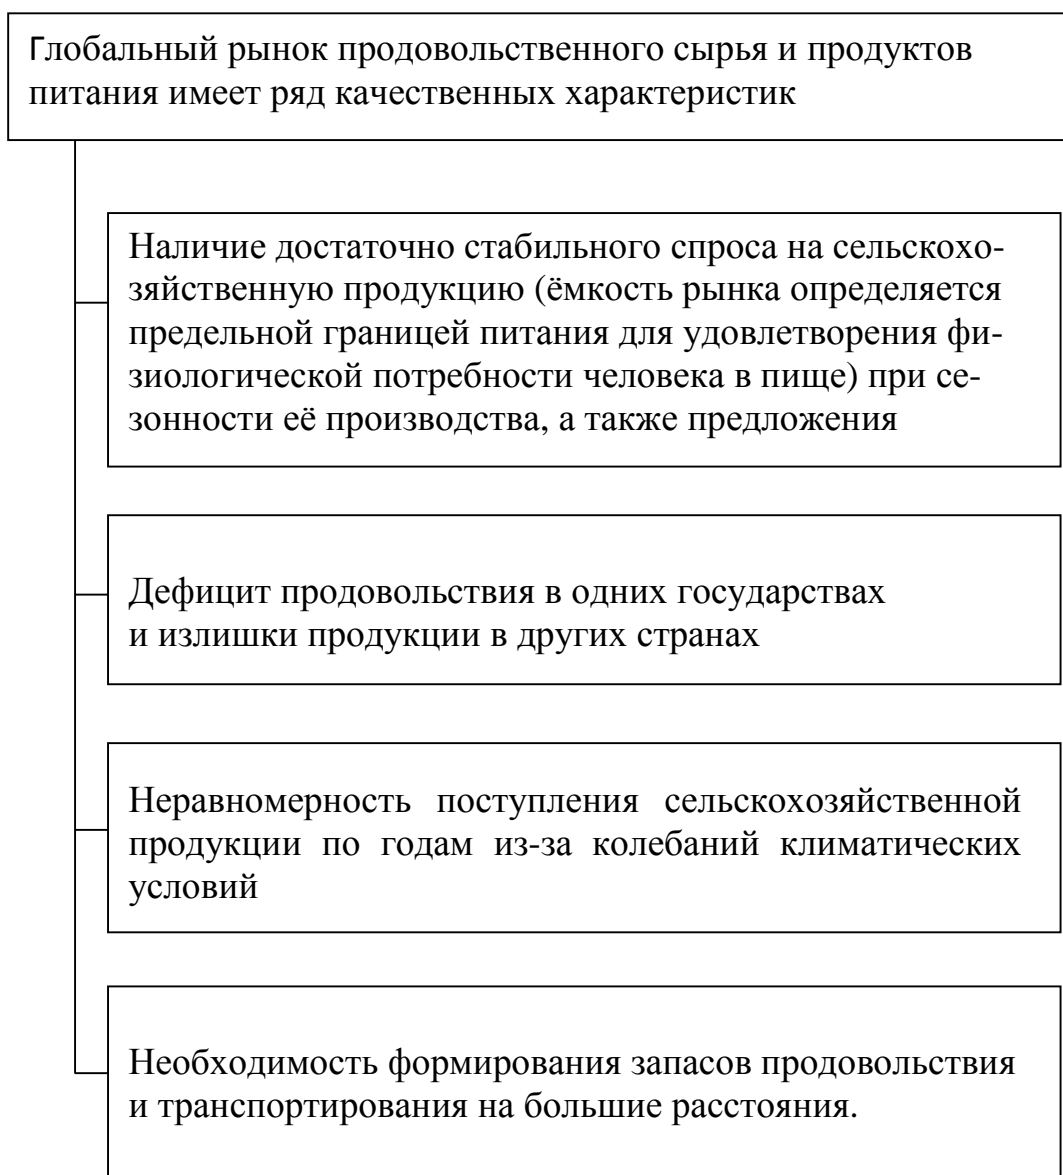 Глобальный рынок продовольственного сырья и продуктов
питания имеет ряд качественных характеристик
Наличие достаточно стабильного спроса на сельскохо-
зяйственную продукцию (ёмкость рынка определяется
предельной границей питания для удовлетворения фи-
зиологической потребности человека в пище) при се-
зонности её производства, а также предложения
Дефицит продовольствия в одних государствах
и излишки продукции в других странах
Неравномерность поступления сельскохозяйственной
продукции по годам из-за колебаний климатических
условий
Необходимость формирования запасов продовольствия
и транспортирования на большие расстояния.